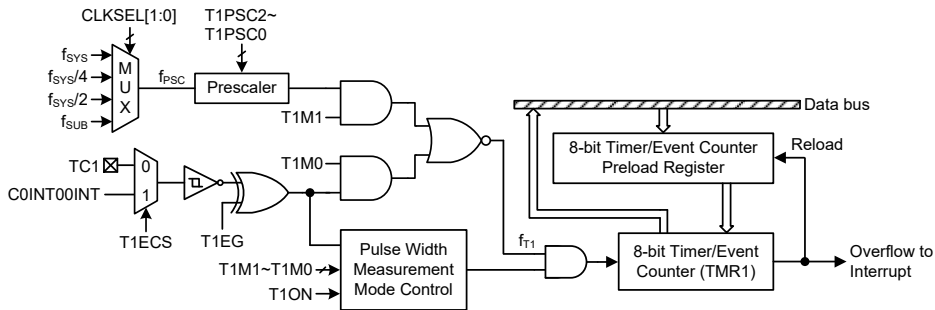 CLKSEL[1:0]
T1PSC2~
T1PSC0
fSYS
fSYS/4
fSYS/2
fSUB
M
U
X
fPSC
Prescaler
T1M1
Data bus
8-bit Timer/Event Counter
Preload Register
Reload
TC1
C0INT00INT
0
1
T1ECS
T1EG
T1M0
T1M1~T1M0
T1ON
Pulse Width
Measurement
Mode Control
fT1
8-bit Timer/Event
Counter (TMR1)
Overflow to
Interrupt